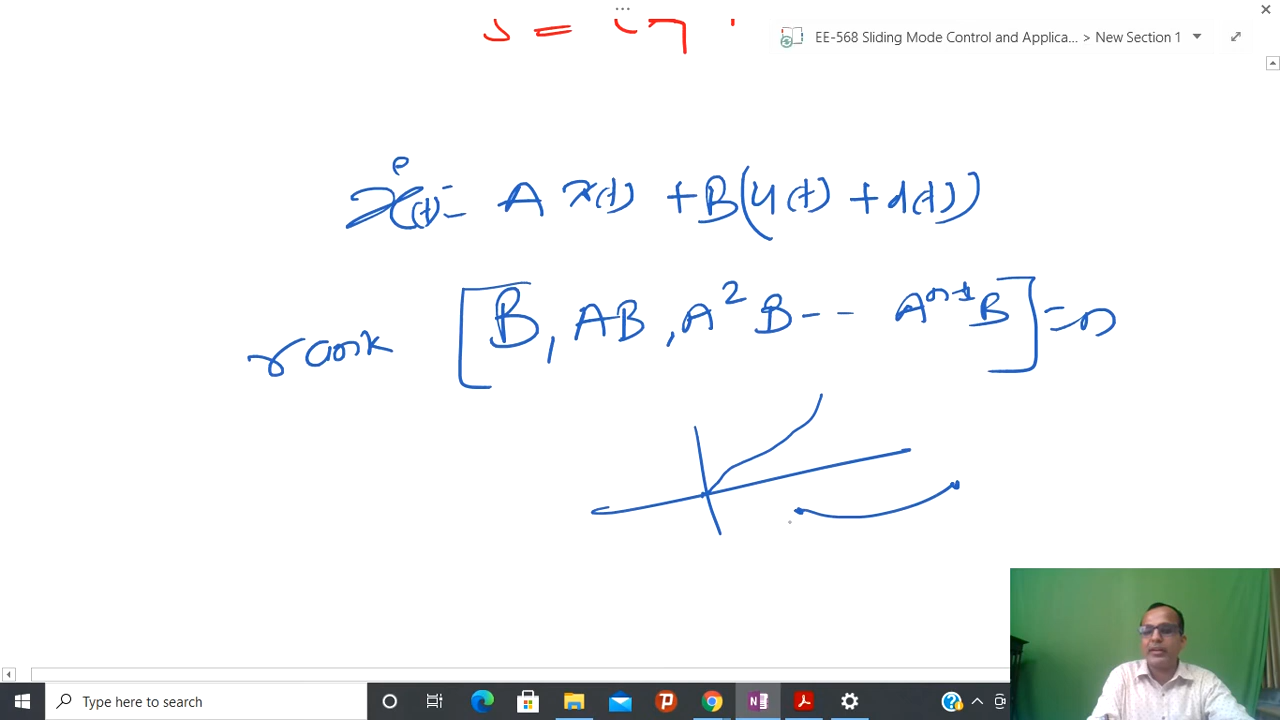 EE-568 Sliding Mode Control and Applica... > New Section 1
ẋ(t) = A x(t) + B(u(t) + d(t))
rank [B, AB, A²B -- Aⁿ⁻¹B] = n
Type here to search